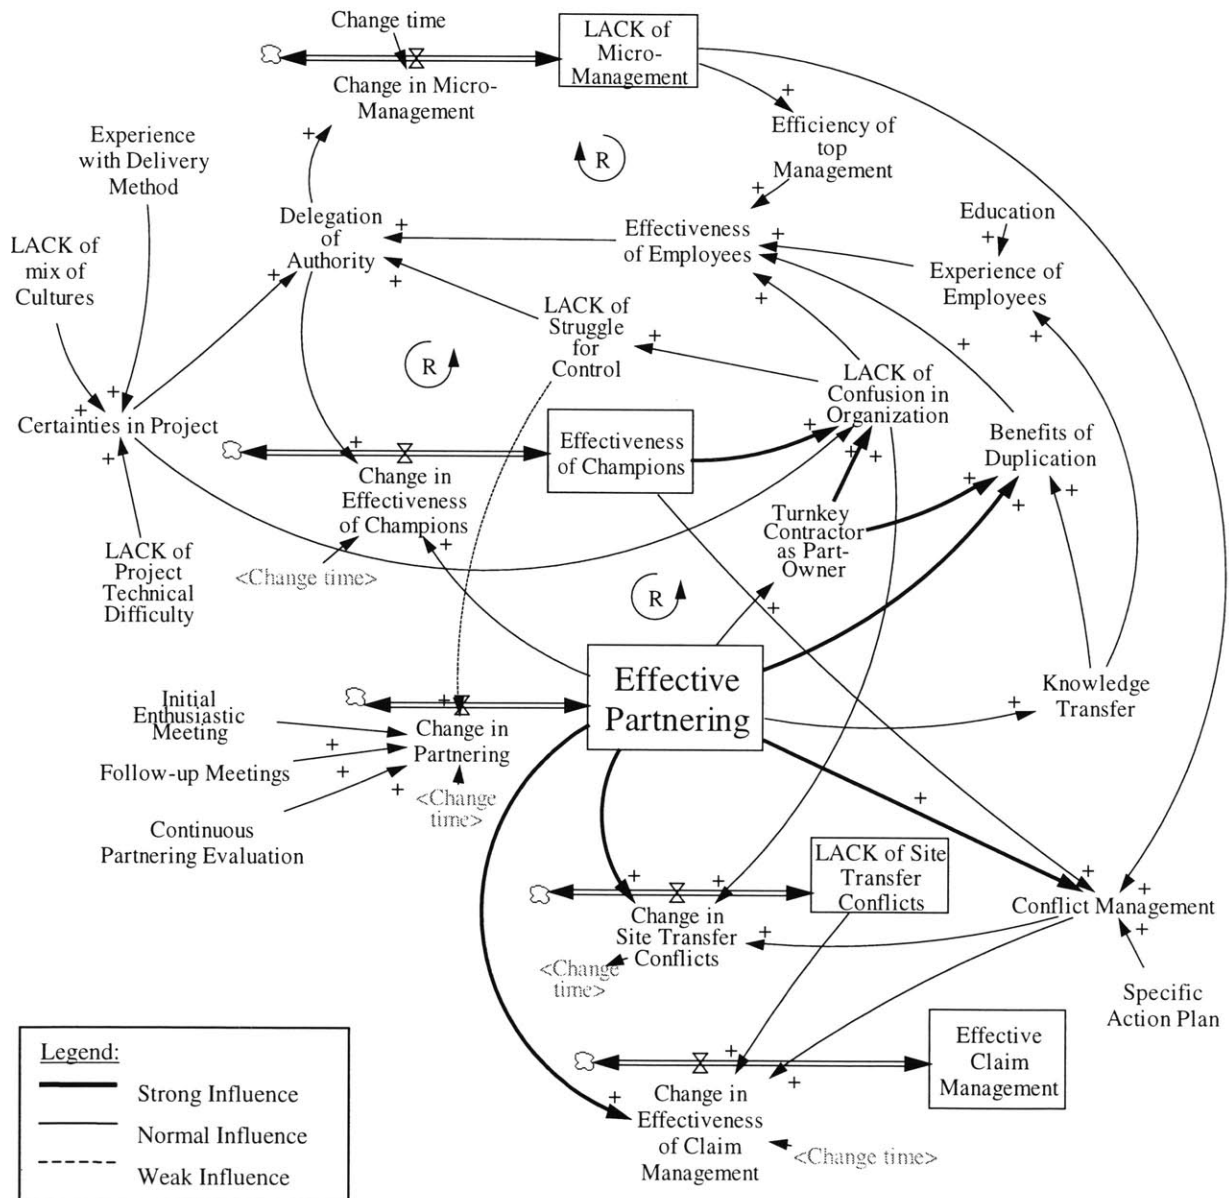 Change time
LACK of
Micro-
Management
Change in Micro-
Management
+
Efficiency of
top
Management
+
Experience
with Delivery
Method
+
R
Delegation
of
Authority
+
Effectiveness
of Employees
+
Education
+
Experience of
Employees
+
LACK of
mix of
Cultures
+
+
LACK of
Struggle
for
Control
+
+
+
+
R
LACK of
Confusion in
Organization
+
+
Certainties in Project
+
+
Effectiveness
of Champions
+
+
+
Benefits of
Duplication
+
Change in
Effectiveness
of Champions
+
+
+
+
Turnkey
Contractor
as Part-
Owner
LACK of
Project
Technical
Difficulty
<Change time>
+
R
+
Effective
Partnering
Knowledge
Transfer
+
Initial
Enthusiastic
Meeting
+
Change in
Partnering
+
Follow-up Meetings
+
+
<Change
time>
Continuous
Partnering Evaluation
+
LACK of Site
Transfer
Conflicts
+
+
Change in
Site Transfer
Conflicts
+
+
Conflict Management
+
+
<Change
time>
Specific
Action Plan
Effective
Claim
Management
+
+
+
Change in
Effectiveness
of Claim
Management
<Change time>
Legend:
Strong Influence
Normal Influence
Weak Influence